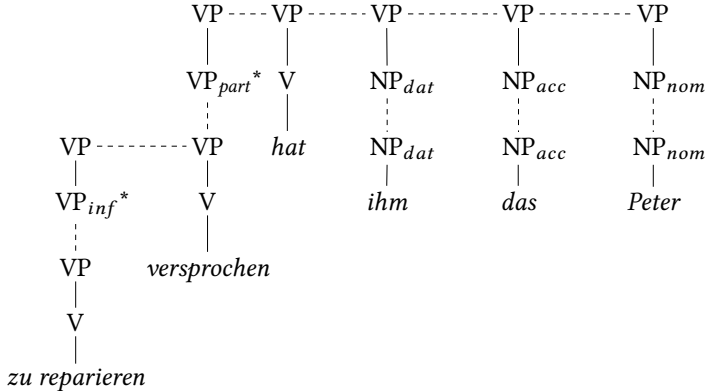 VP VP VP VP VP
VP_part* V NP_dat NP_acc NP_nom
VP VP hat NP_dat NP_acc NP_nom
VP_inf* V ihm das Peter
VP versprochen
V
zu reparieren